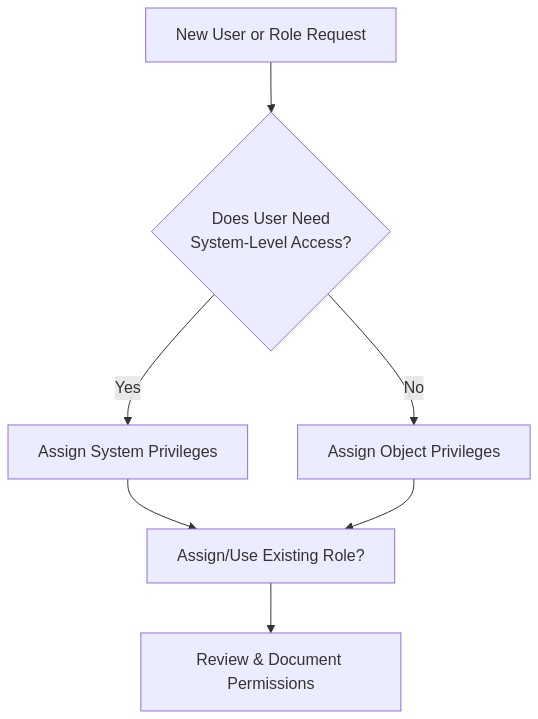 New User or Role Request
Does User Need
System-Level Access?
Yes
No
Assign System Privileges
Assign Object Privileges
Assign/Use Existing Role?
Review & Document
Permissions